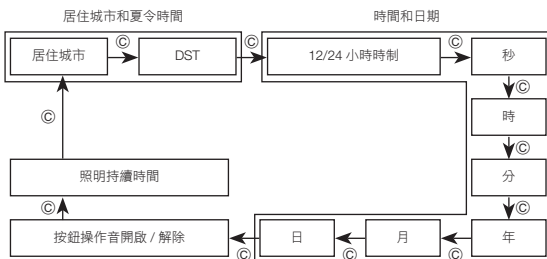 居住城市和夏令時間
時間和日期
居住城市
Ⓒ
DST
Ⓒ
12/24 小時時制
Ⓒ
秒
Ⓒ
時
Ⓒ
分
Ⓒ
年
Ⓒ
月
Ⓒ
日
Ⓒ
按鈕操作音開啟 / 解除
Ⓒ
照明持續時間
Ⓒ